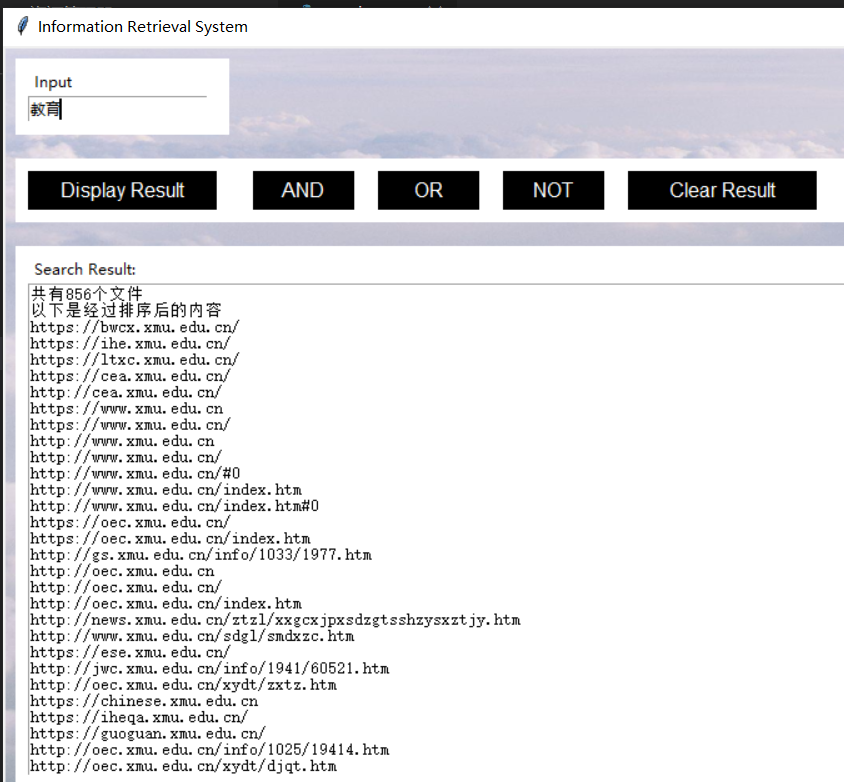 Information Retrieval System
Input
教育
Display Result AND OR NOT Clear Result
Search Result:
共有856个文件
以下是经过排序后的内容
https://bwcx.xmu.edu.cn/
https://ihe.xmu.edu.cn/
https://ltxc.xmu.edu.cn/
https://cea.xmu.edu.cn/
http://cea.xmu.edu.cn/
https://www.xmu.edu.cn
https://www.xmu.edu.cn/
http://www.xmu.edu.cn
http://www.xmu.edu.cn/
http://www.xmu.edu.cn/#0
http://www.xmu.edu.cn/index.htm
http://www.xmu.edu.cn/index.htm#0
https://oec.xmu.edu.cn/
https://oec.xmu.edu.cn/index.htm
http://gs.xmu.edu.cn/info/1033/1977.htm
http://oec.xmu.edu.cn
http://oec.xmu.edu.cn/
http://oec.xmu.edu.cn/index.htm
http://news.xmu.edu.cn/ztzl/xxgcxjpxsdzgtsshzysxztjy.htm
http://www.xmu.edu.cn/sdgl/smdxzc.htm
https://ese.xmu.edu.cn/
http://jwc.xmu.edu.cn/info/1941/60521.htm
http://oec.xmu.edu.cn/xydt/zxtz.htm
https://chinese.xmu.edu.cn
https://iheqa.xmu.edu.cn/
https://guoguan.xmu.edu.cn/
http://oec.xmu.edu.cn/info/1025/19414.htm
http://oec.xmu.edu.cn/xydt/djqt.htm